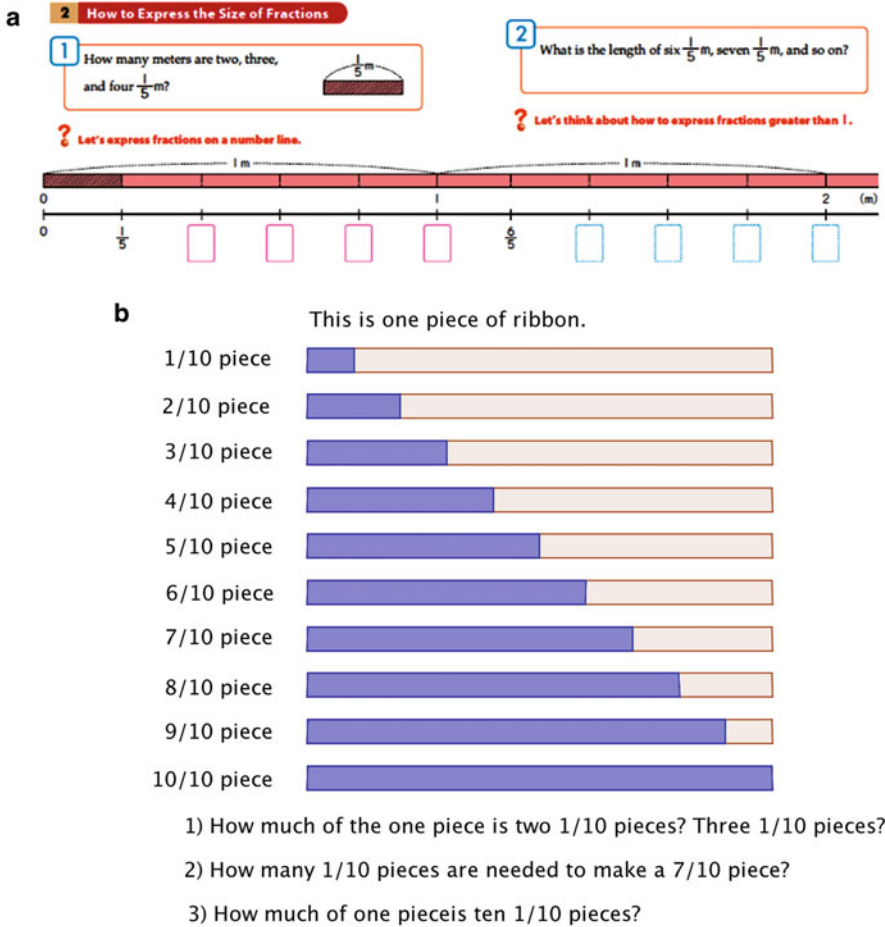 a
2 How to Express the Size of Fractions
1
How many meters are two, three,
and four 1/5 m?
1/5 m
2
What is the length of six 1/5 m, seven 1/5 m, and so on?
? Let's express fractions on a number line.
? Let's think about how to express fractions greater than 1.
1 m 1 m
0 1 2 (m)
0 1/5 6/5
b
This is one piece of ribbon.
1/10 piece
2/10 piece
3/10 piece
4/10 piece
5/10 piece
6/10 piece
7/10 piece
8/10 piece
9/10 piece
10/10 piece
1) How much of the one piece is two 1/10 pieces? Three 1/10 pieces?
2) How many 1/10 pieces are needed to make a 7/10 piece?
3) How much of one pieceis ten 1/10 pieces?